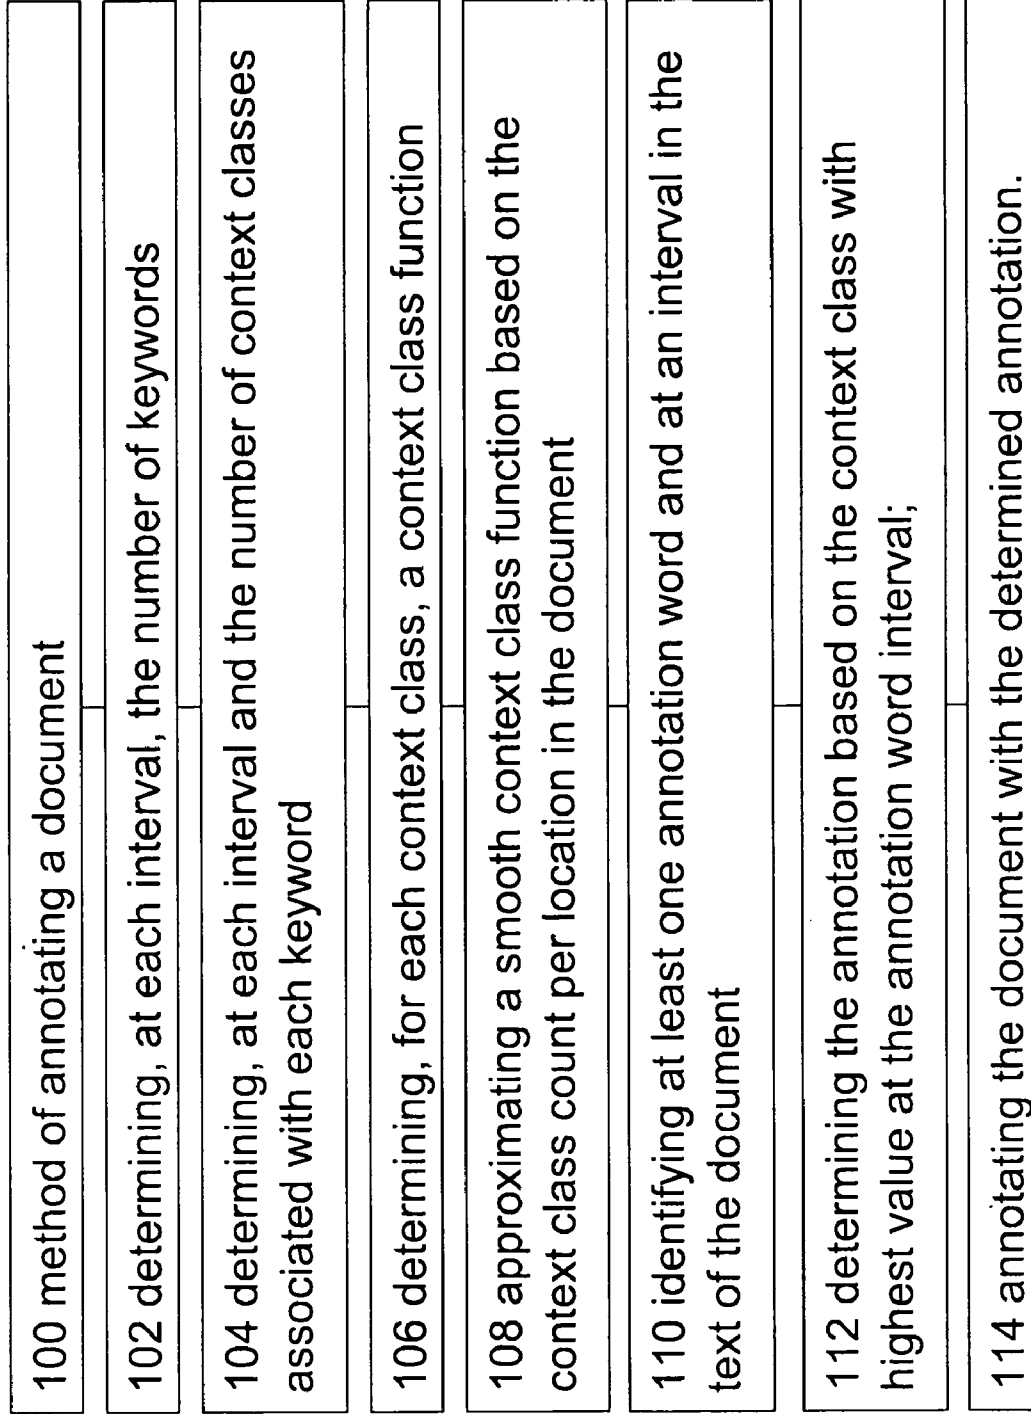 100 method of annotating a document
102 determining, at each interval, the number of keywords
104 determining, at each interval and the number of context classes
associated with each keyword
106 determining, for each context class, a context class function
108 approximating a smooth context class function based on the
context class count per location in the document
110 identifying at least one annotation word and at an interval in the
text of the document
112 determining the annotation based on the context class with
highest value at the annotation word interval;
114 annotating the document with the determined annotation.